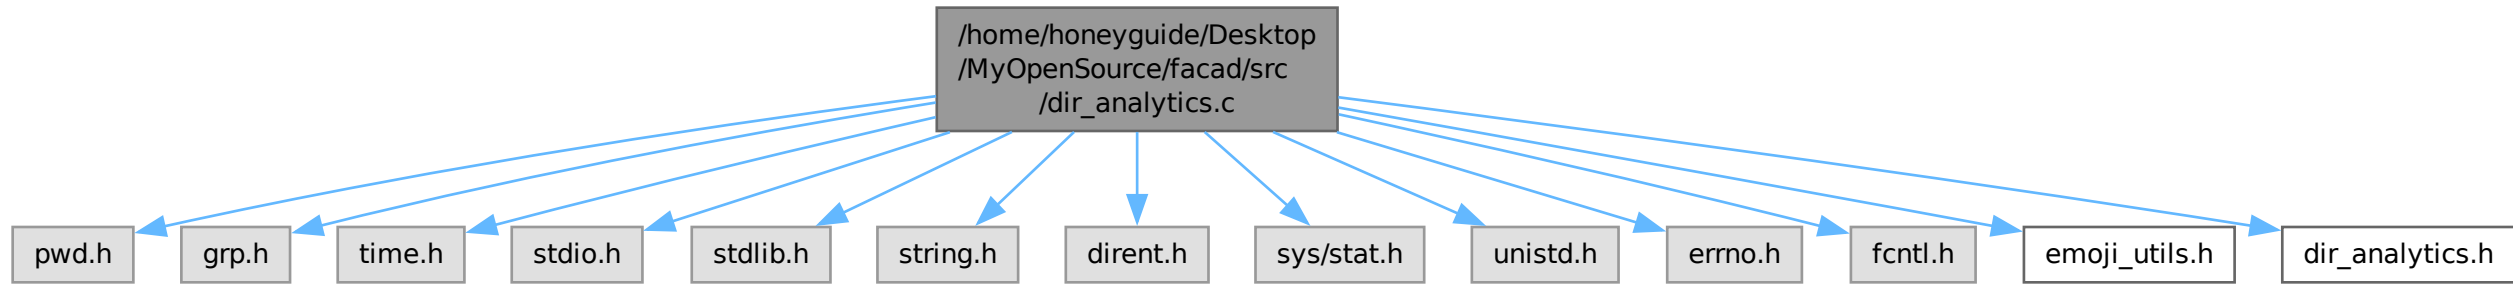 /home/honeyguide/Desktop
/MyOpenSource/facad/src
/dir_analytics.c
pwd.h
grp.h
time.h
stdio.h
stdlib.h
string.h
dirent.h
sys/stat.h
unistd.h
errno.h
fcntl.h
emoji_utils.h
dir_analytics.h